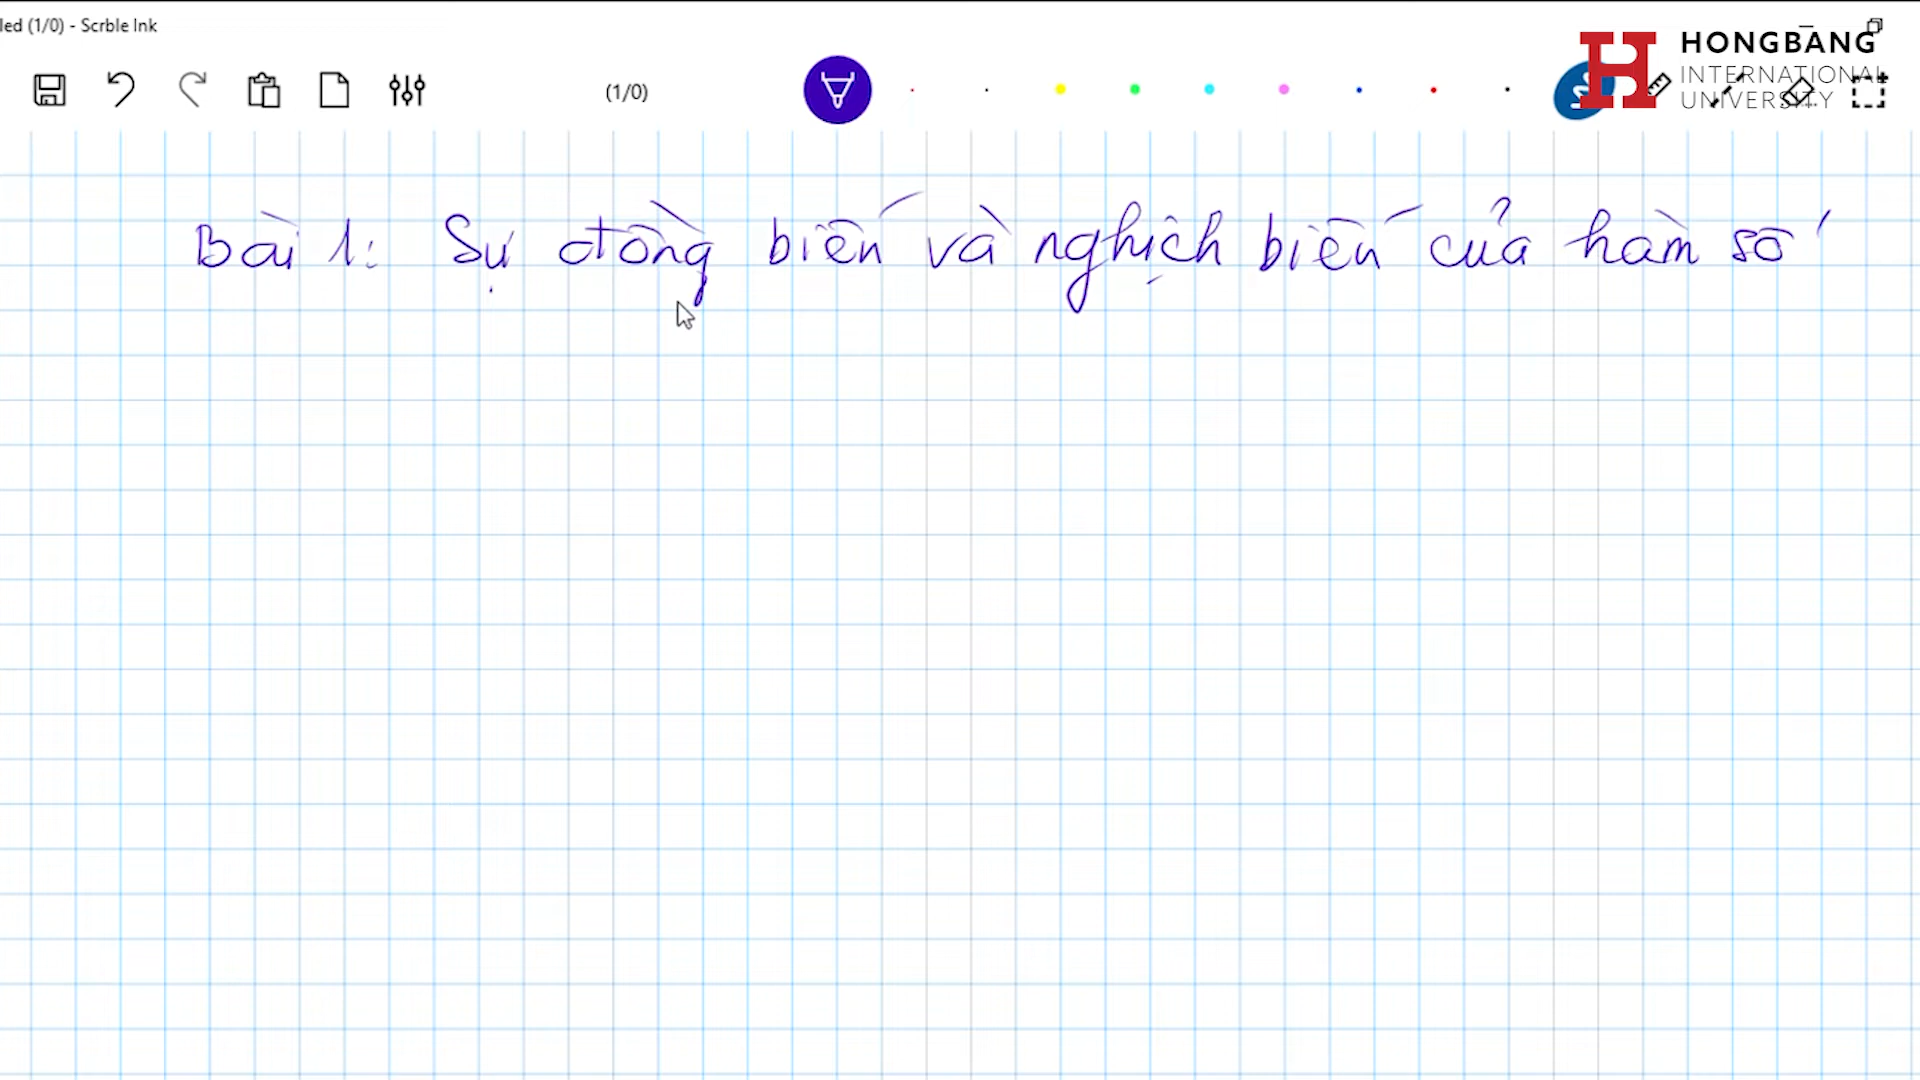 led (1/0) - Scrble Ink
HONGBANG
INTERNATIONAL
UNIVERSITY
(1/0)
Bài 1: Sự đồng biến và nghịch biến của hàm số